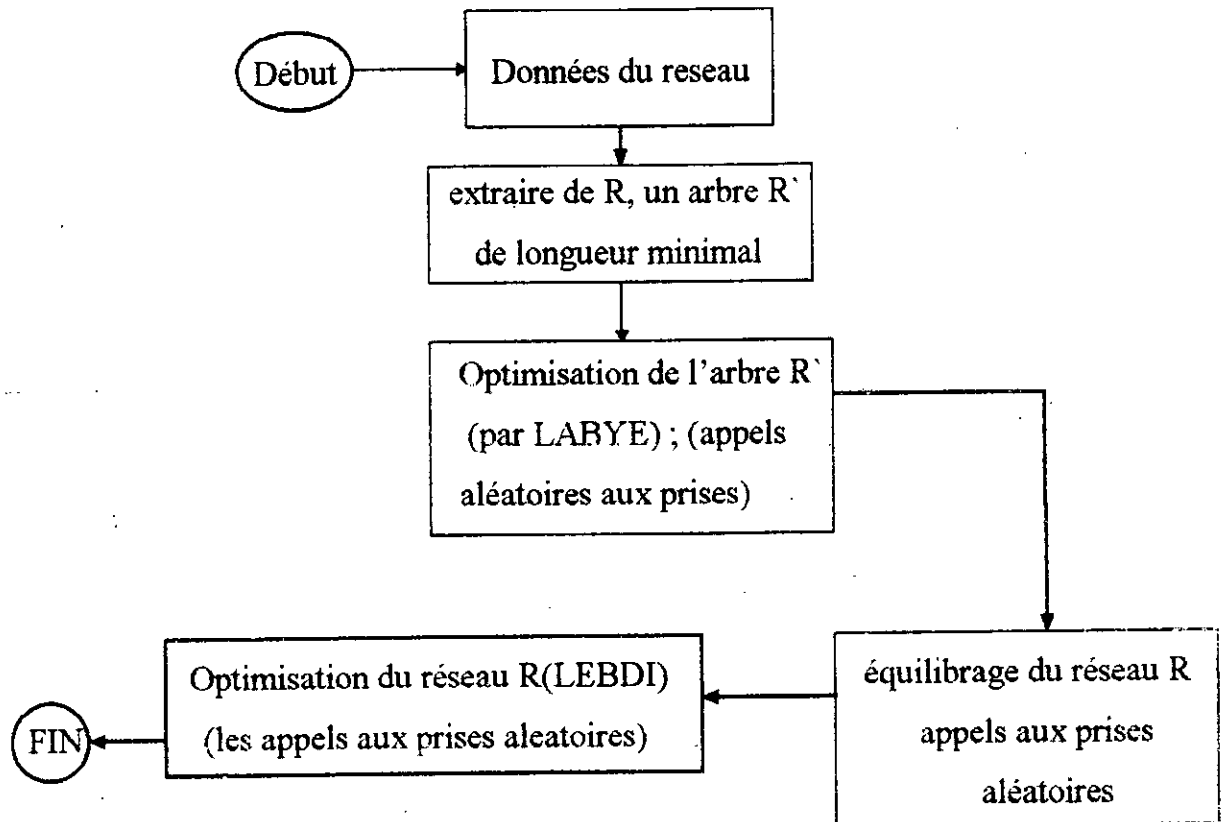 Début
Données du reseau
extraire de R, un arbre R`
de longueur minimal
Optimisation de l'arbre R`
(par LABYE) ; (appels
aléatoires aux prises)
équilibrage du réseau R
appels aux prises
aléatoires
Optimisation du réseau R(LEBDI)
(les appels aux prises aleatoires)
FIN